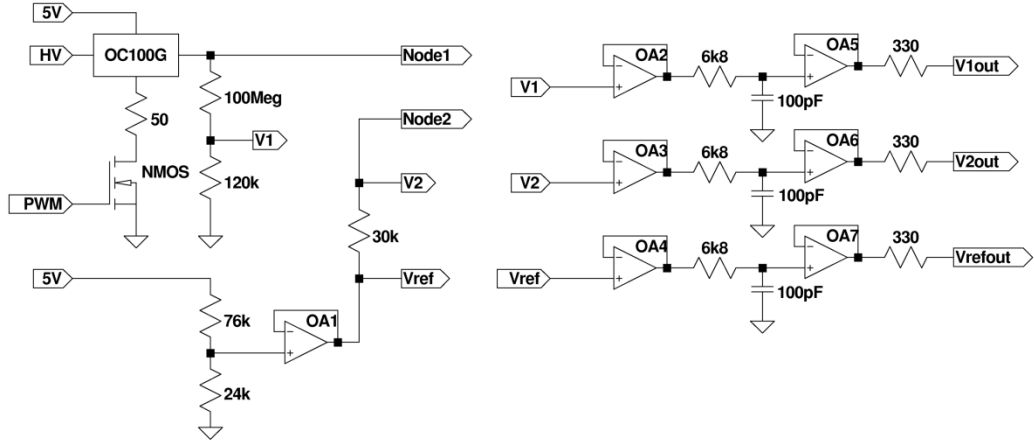 5V
HV
OC100G
Node1
100Meg
50
V1
Node2
NMOS
120k
V2
PWM
30k
5V
Vref
76k
OA1
24k
OA2
6k8
OA5
330
V1
V1out
100pF
OA3
6k8
OA6
330
V2
V2out
100pF
OA4
6k8
OA7
330
Vref
Vrefout
100pF